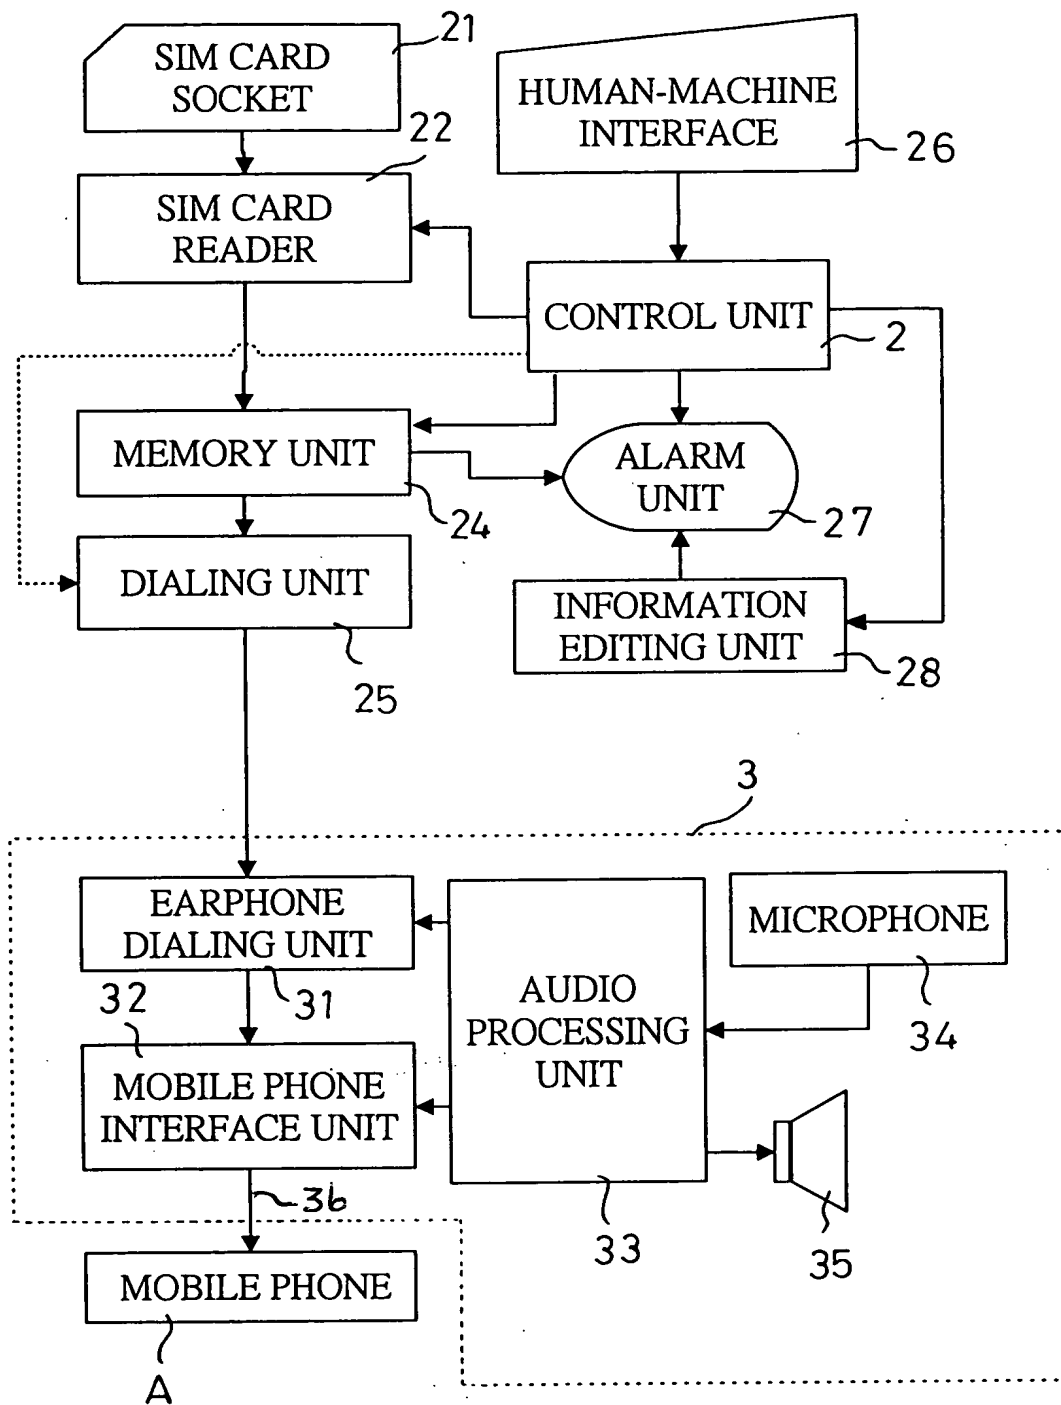 SIM CARD
SOCKET
21
HUMAN-MACHINE
INTERFACE
26
22
SIM CARD
READER
CONTROL UNIT
2
MEMORY UNIT
24
ALARM
UNIT
27
DIALING UNIT
25
INFORMATION
EDITING UNIT
28
3
EARPHONE
DIALING UNIT
31
MICROPHONE
34
32
MOBILE PHONE
INTERFACE UNIT
AUDIO
PROCESSING
UNIT
33
35
36
MOBILE PHONE
A